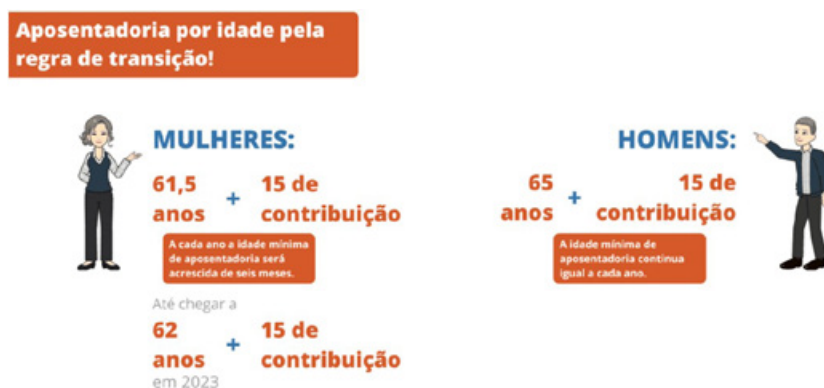 Aposentadoria por idade pela
regra de transição!
MULHERES:
61,5
anos
+
15 de
contribuição
A cada ano a idade mínima
de aposentadoria será
acrescida de seis meses.
Até chegar a
62
anos
+
15 de
contribuição
em 2023
HOMENS:
65
anos
+
15 de
contribuição
A idade mínima de
aposentadoria continua
igual a cada ano.